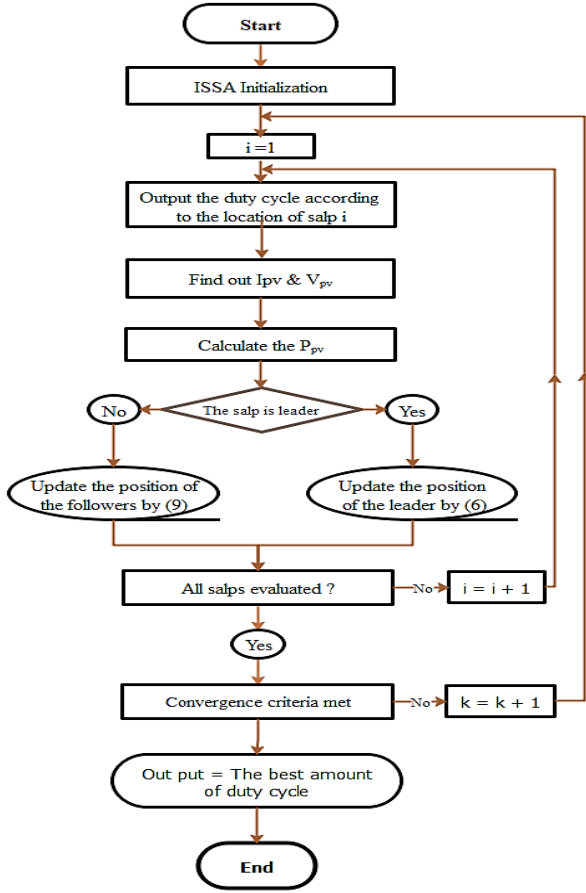 Start
ISSA Initialization
i =1
Output the duty cycle according
to the location of salp i
Find out Ipv & Vpv
Calculate the Ppv
No
The salp is leader
Yes
Update the position of
the followers by (9)
Update the position
of the leader by (6)
All salps evaluated ?
No
i = i + 1
Yes
Convergence criteria met
No
k = k + 1
Out put = The best amount
of duty cycle
End